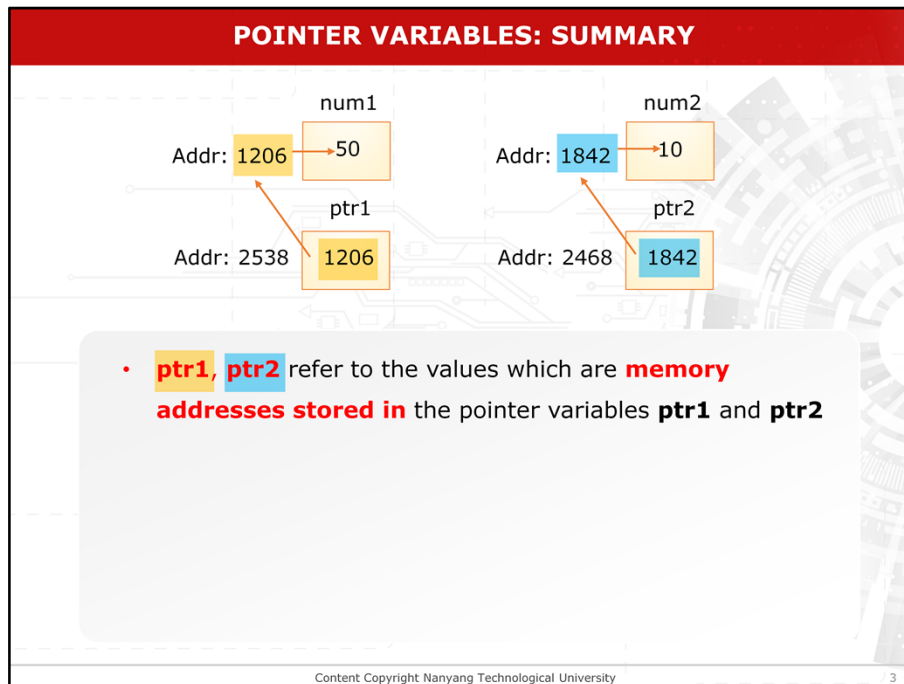 POINTER VARIABLES: SUMMARY
num1
num2
Addr: 1206
50
Addr: 1842
10
ptr1
ptr2
Addr: 2538
1206
Addr: 2468
1842
• ptr1, ptr2 refer to the values which are memory
addresses stored in the pointer variables ptr1 and ptr2
Content Copyright Nanyang Technological University
3